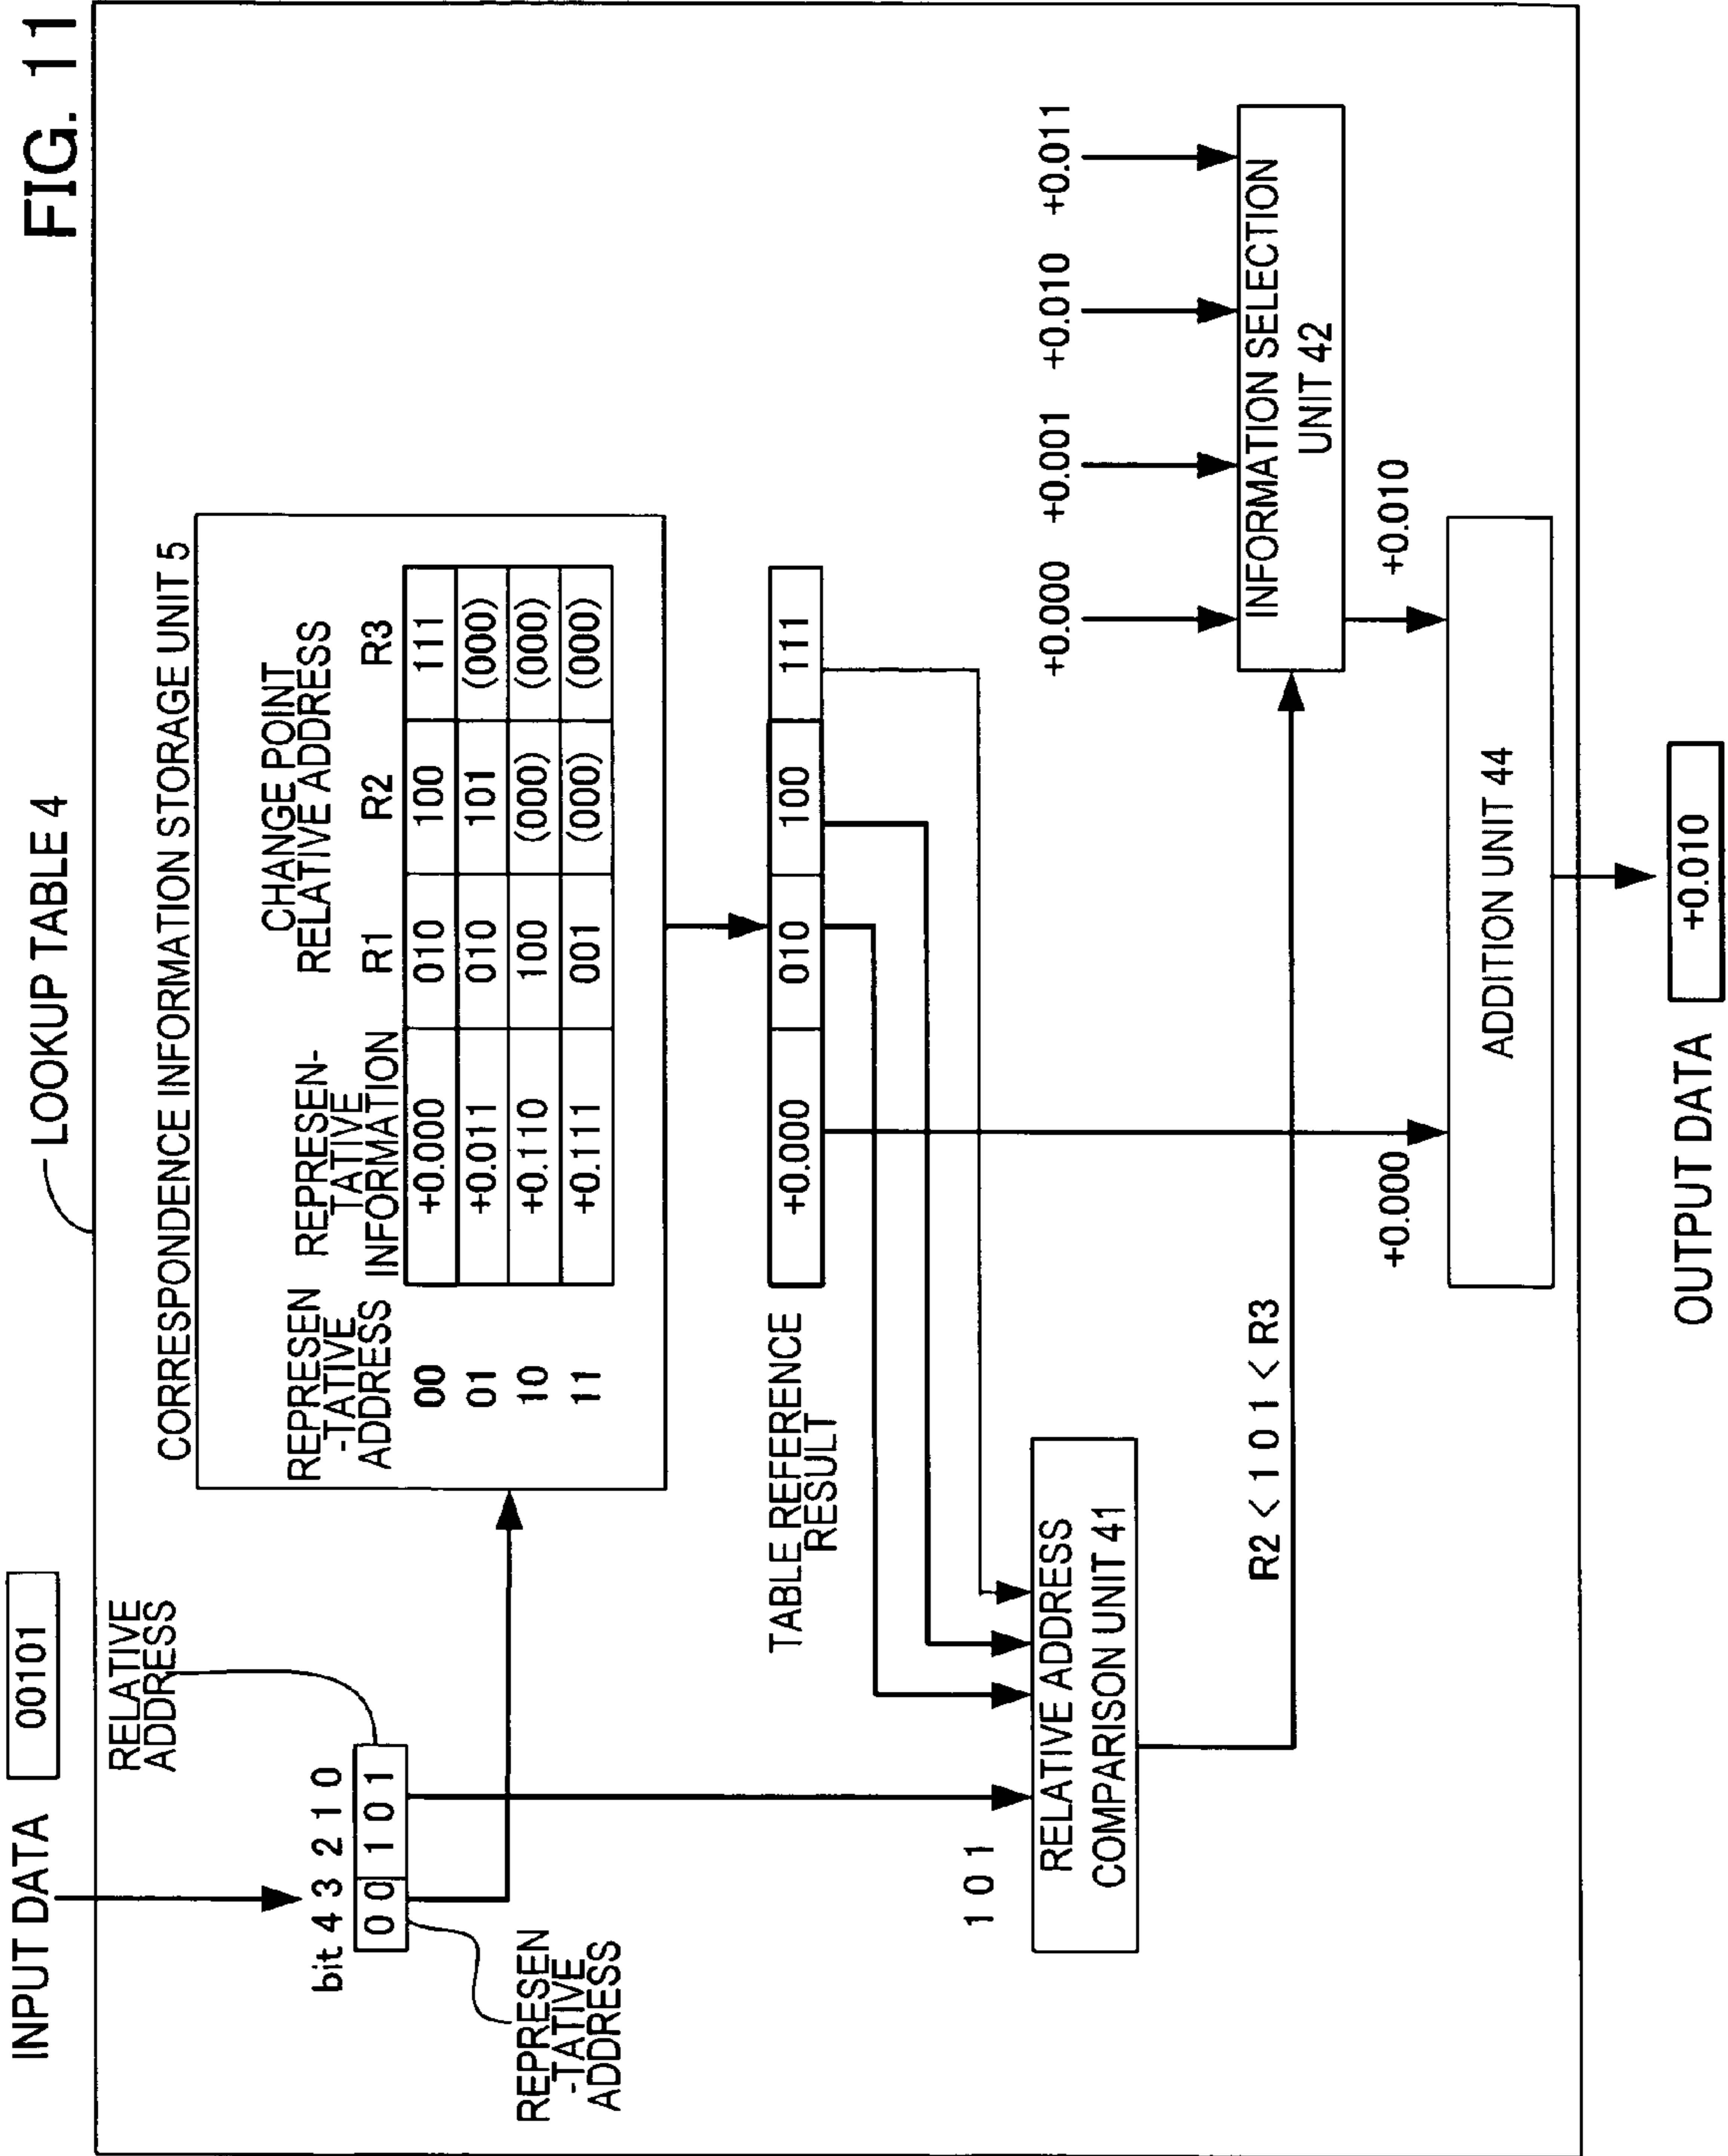 FIG. 11
LOOKUP TABLE 4
INPUT DATA 00101
RELATIVE
ADDRESS
bit 4 3 2 1 0
0 0 1 0 1
REPRESEN
-TATIVE
ADDRESS
CORRESPONDENCE INFORMATION STORAGE UNIT 5
REPRESEN
-TATIVE
ADDRESS
REPRESEN-
TATIVE
INFORMATION
CHANGE POINT
RELATIVE ADDRESS
R1 R2 R3
00 +0.000 010 100 111
01 +0.011 010 101 (000)
10 +0.110 100 (000) (000)
11 +0.111 001 (000) (000)
TABLE REFERENCE
RESULT
+0.000 010 100 111
1 0 1
RELATIVE ADDRESS
COMPARISON UNIT 41
R2 < 1 0 1 < R3
+0.000 +0.001 +0.010 +0.011
INFORMATION SELECTION
UNIT 42
+0.000
+0.010
ADDITION UNIT 44
OUTPUT DATA +0.010